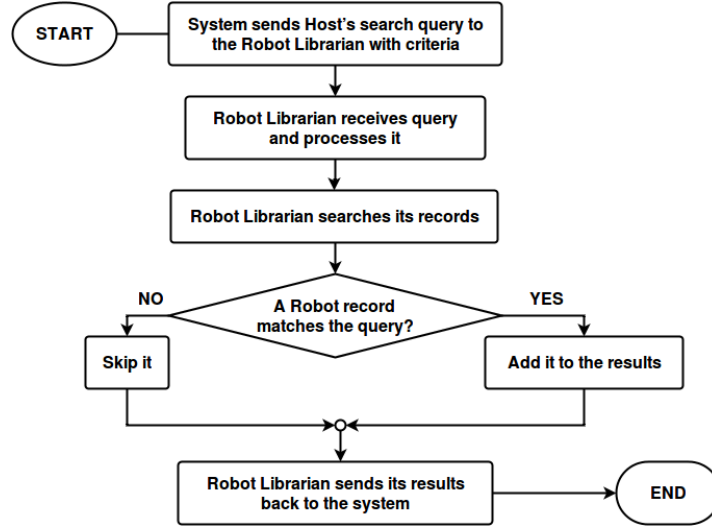 START
System sends Host's search query to
the Robot Librarian with criteria
Robot Librarian receives query
and processes it
Robot Librarian searches its records
A Robot record
matches the query?
NO
YES
Skip it
Add it to the results
Robot Librarian sends its results
back to the system
END